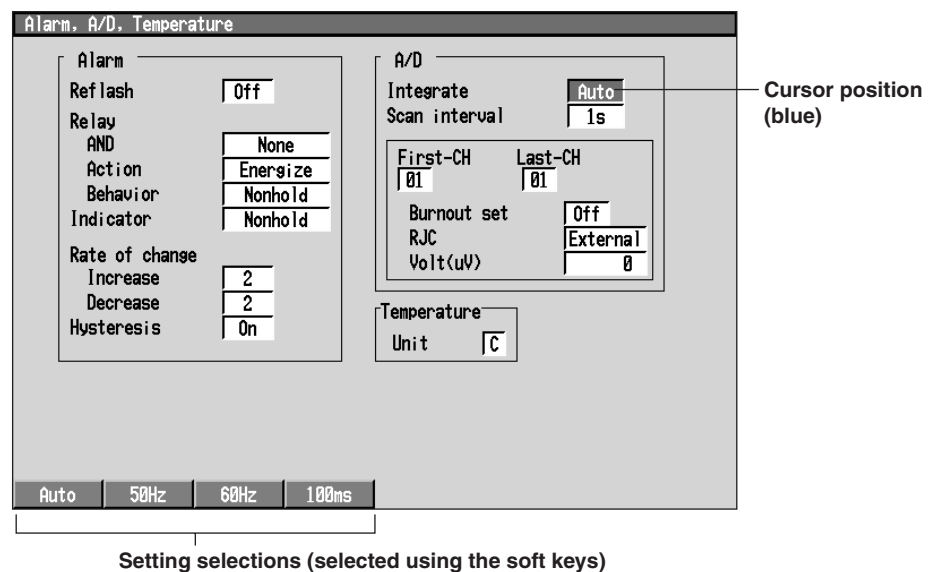 Alarm, A/D, Temperature
Alarm
Reflash Off
Relay
AND None
Action Energize
Behavior Nonhold
Indicator Nonhold
Rate of change
Increase 2
Decrease 2
Hysteresis On
A/D
Integrate Auto
Scan interval 1s
First-CH Last-CH
01 01
Burnout set Off
RJC External
Volt(uV) 0
Temperature
Unit C
Cursor position
(blue)
Auto 50Hz 60Hz 100ms
Setting selections (selected using the soft keys)